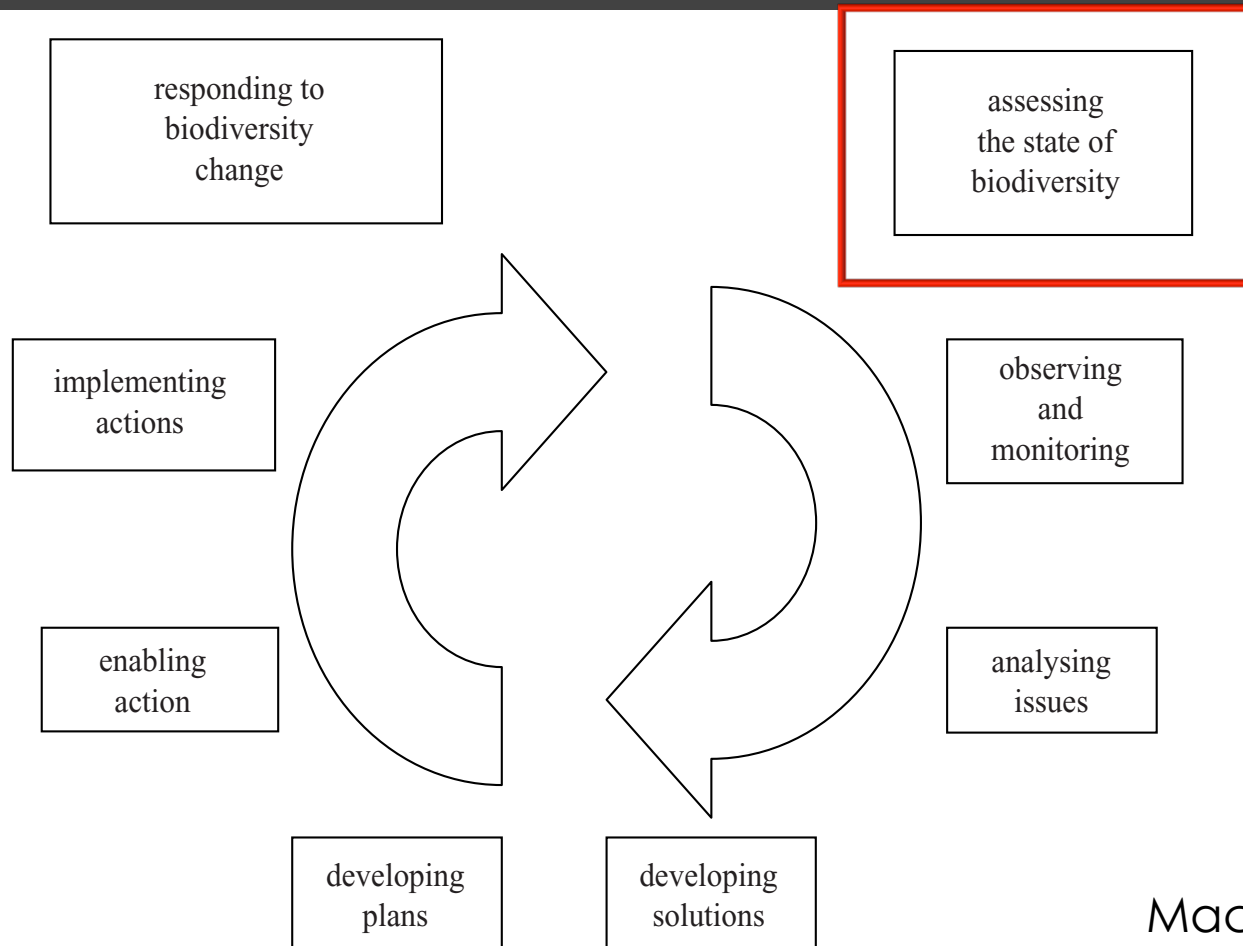 responding to
biodiversity
change
assessing
the state of
biodiversity
implementing
actions
observing
and
monitoring
enabling
action
analysing
issues
developing
plans
developing
solutions
Mac